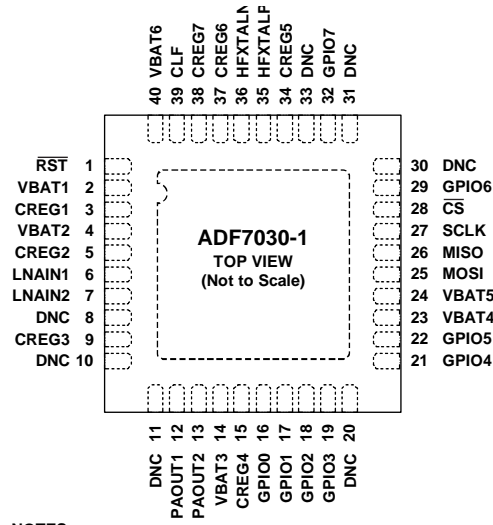 40 VBAT6
39 CLF
38 CREG7
37 CREG6
36 HFXTALN
35 HFXTALP
34 CREG5
33 DNC
32 GPIO7
31 DNC
RST 1
VBAT1 2
CREG1 3
VBAT2 4
CREG2 5
LNAIN1 6
LNAIN2 7
DNC 8
CREG3 9
DNC 10
ADF7030-1
TOP VIEW
(Not to Scale)
30 DNC
29 GPIO6
28 CS
27 SCLK
26 MISO
25 MOSI
24 VBAT5
23 VBAT4
22 GPIO5
21 GPIO4
DNC 11
PAOUT1 12
PAOUT2 13
VBAT3 14
CREG4 15
GPIO0 16
GPIO1 17
GPIO2 18
GPIO3 19
DNC 20